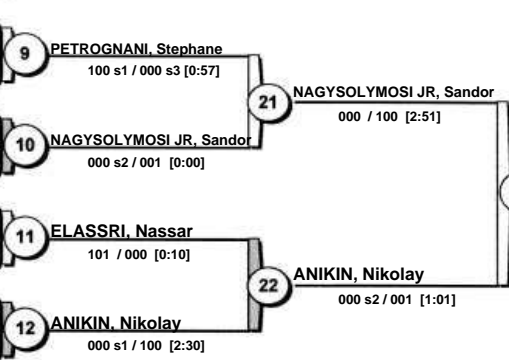 9
PETROGNANI, Stephane
100 s1 / 000 s3 [0:57]
21
NAGYSOLYMOSI JR, Sandor
000 / 100 [2:51]
10
NAGYSOLYMOSI JR, Sandor
000 s2 / 001 [0:00]
11
ELASSRI, Nassar
101 / 000 [0:10]
22
ANIKIN, Nikolay
000 s2 / 001 [1:01]
12
ANIKIN, Nikolay
000 s1 / 100 [2:30]